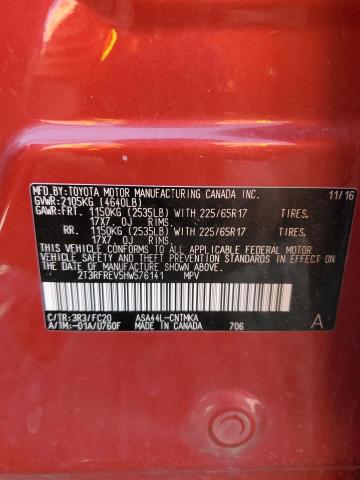 MFD.BY:TOYOTA MOTOR MANUFACTURING CANADA INC. 11/16
GVWR: 2105KG (4640LB)
GAWR:FRT. 1150KG (2535LB) WITH 225/65R17 TIRES.
17X7. 0J RIMS.
RR. 1150KG (2535LB) WITH 225/65R17 TIRES.
17X7. 0J RIMS.
THIS VEHICLE CONFORMS TO ALL APPLICABLE FEDERAL MOTOR
VEHICLE SAFETY, BUMPER, AND THEFT PREVENTION STANDARDS IN EFFECT
ON THE DATE OF MANUFACTURE SHOWN ABOVE.
2T3RFREV5HW576141 MPV
C/TR: 3R3/FC20 ASA44L-CNTMKA A
A/TM: -01A/U760F MADE IN CANADA 706